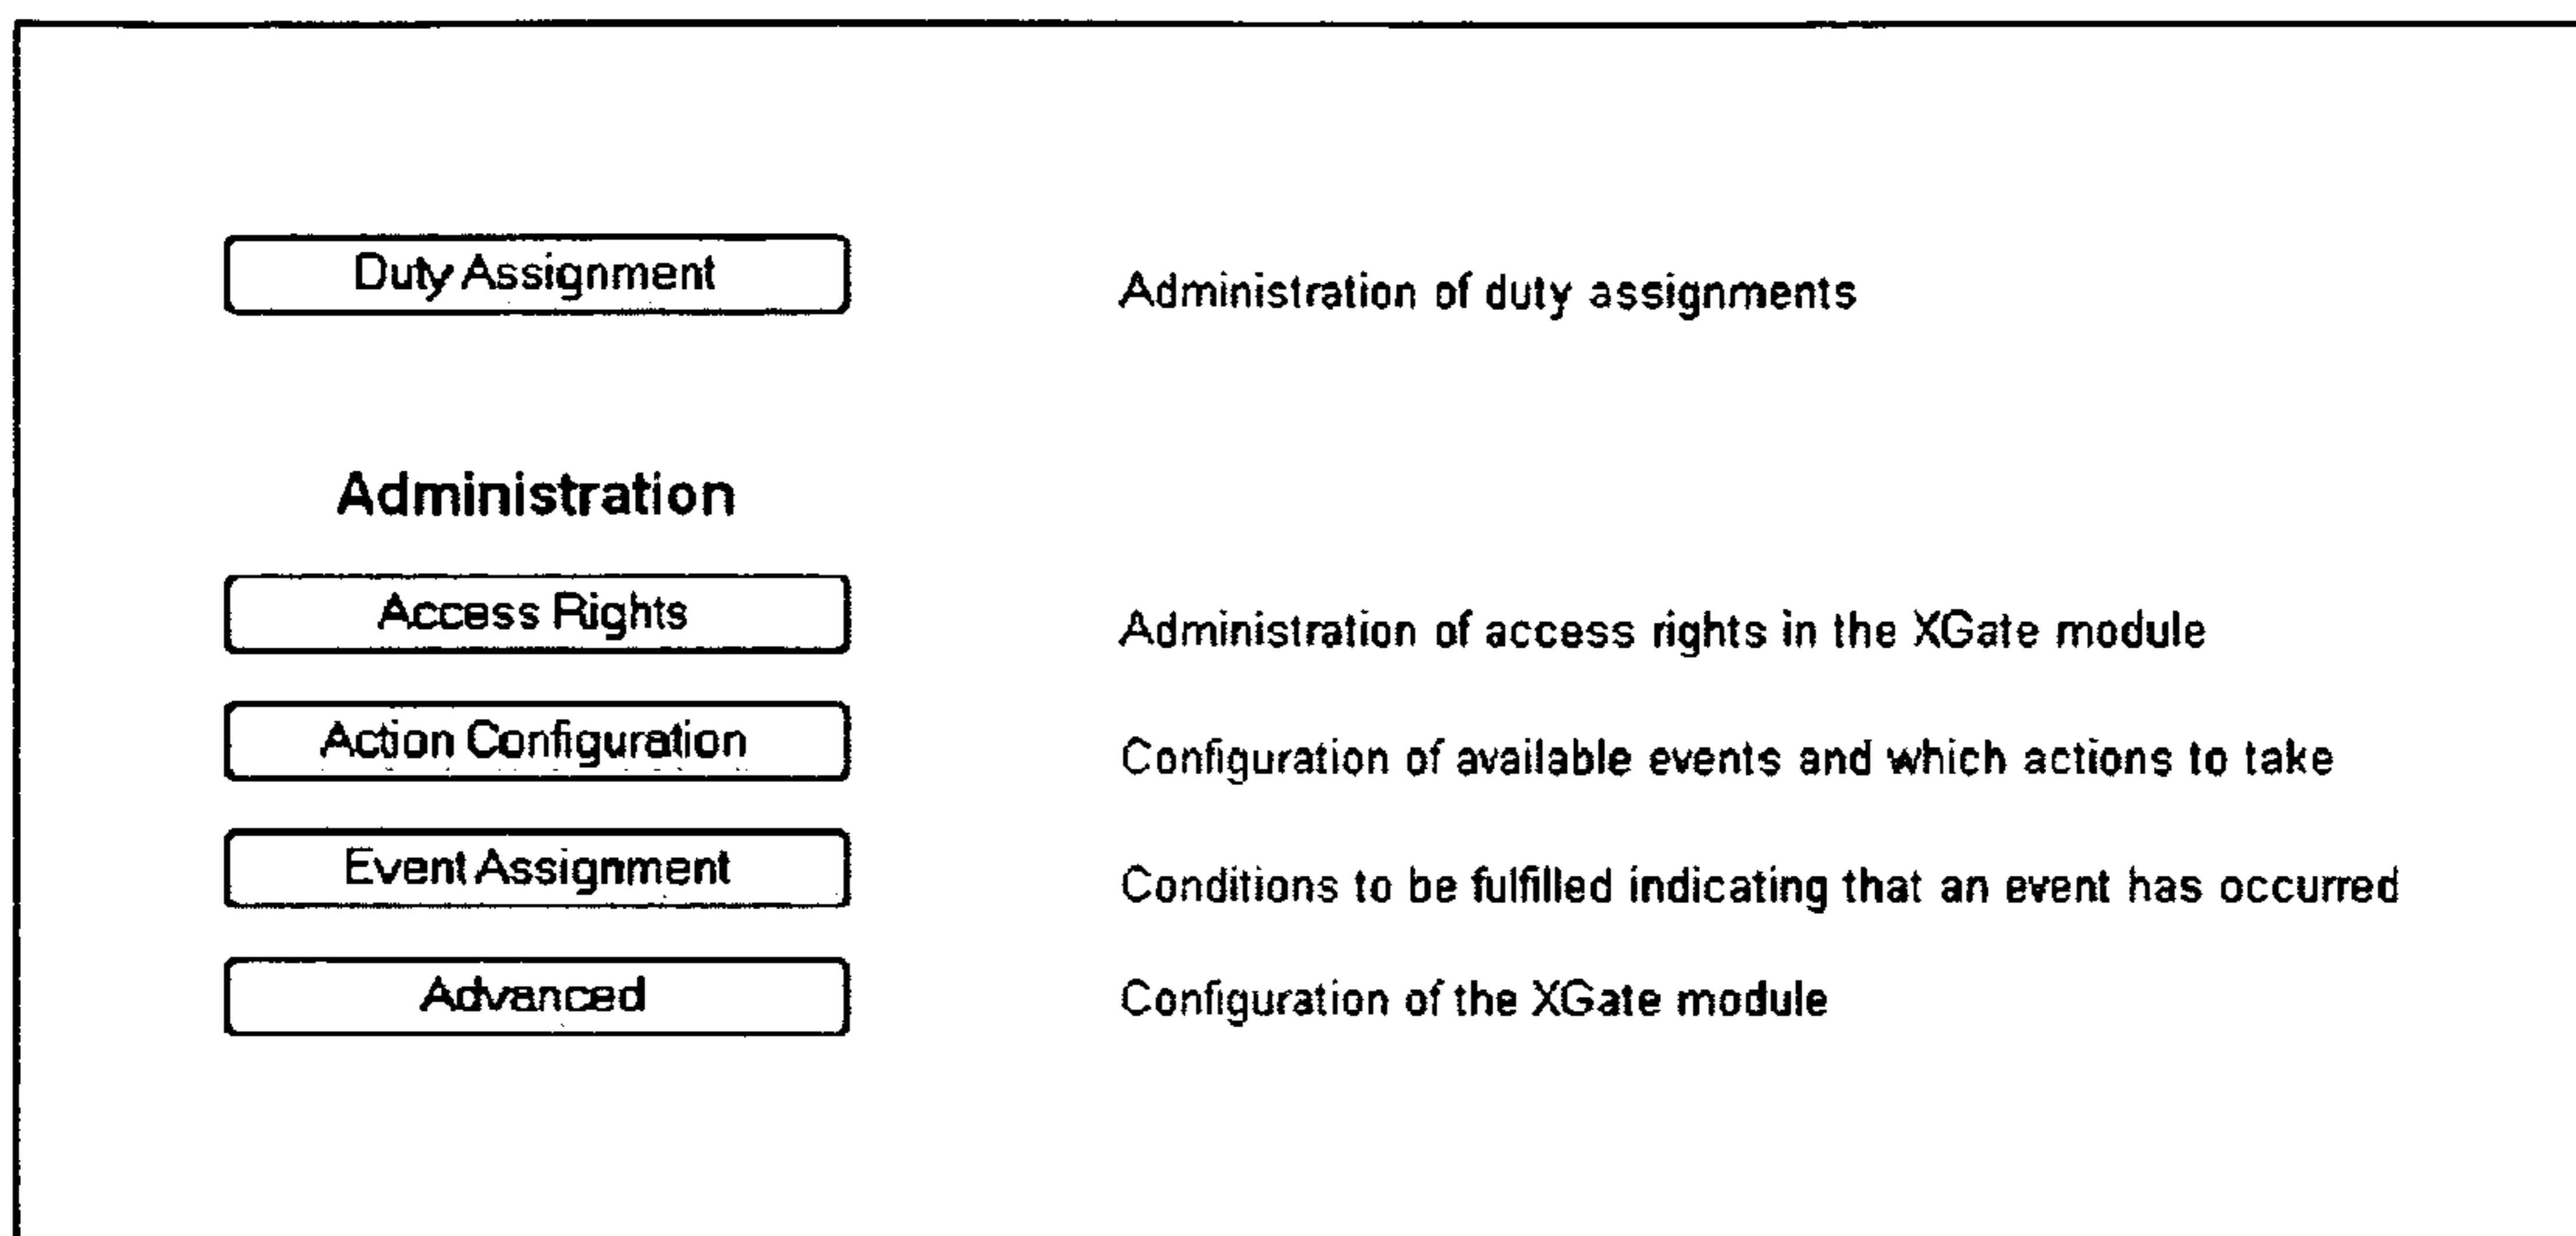 Duty Assignment
Administration of duty assignments
Administration
Access Rights
Administration of access rights in the XGate module
Action Configuration
Configuration of available events and which actions to take
Event Assignment
Conditions to be fulfilled indicating that an event has occurred
Advanced
Configuration of the XGate module